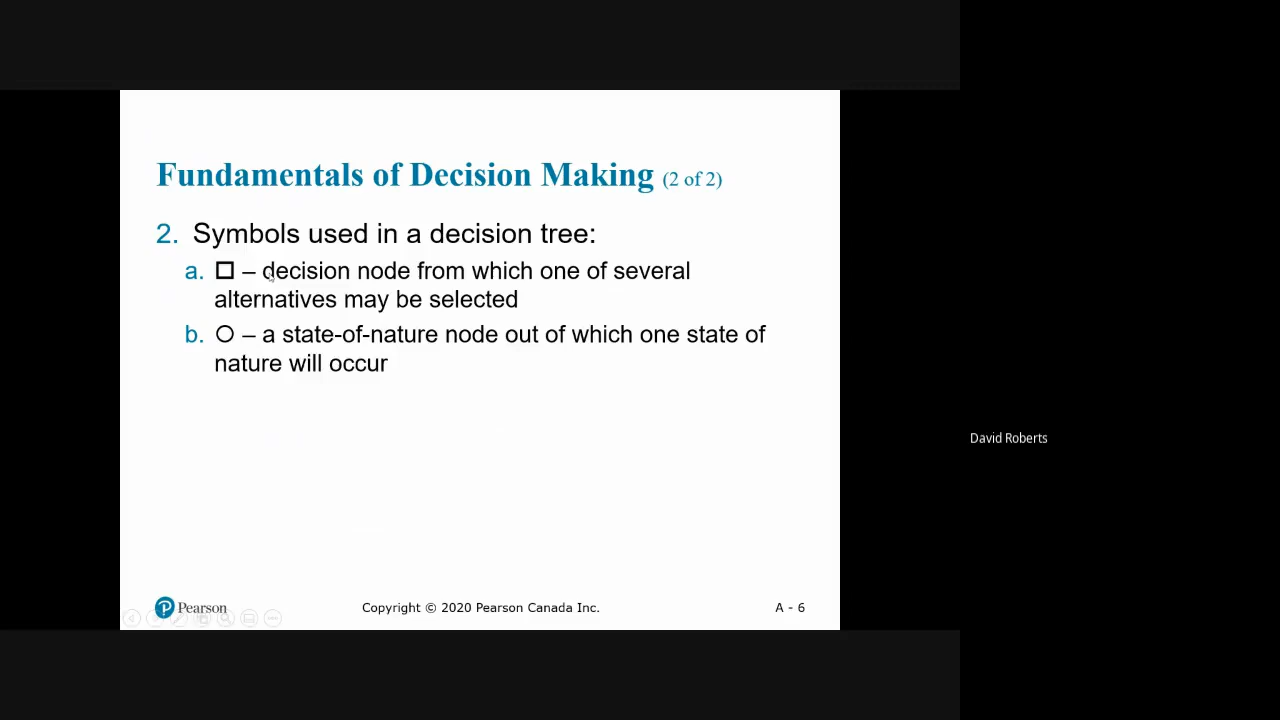 Fundamentals of Decision Making (2 of 2)
2. Symbols used in a decision tree:
a. □ – decision node from which one of several
alternatives may be selected
b. ○ – a state-of-nature node out of which one state of
nature will occur
David Roberts
Pearson
Copyright © 2020 Pearson Canada Inc.
A - 6